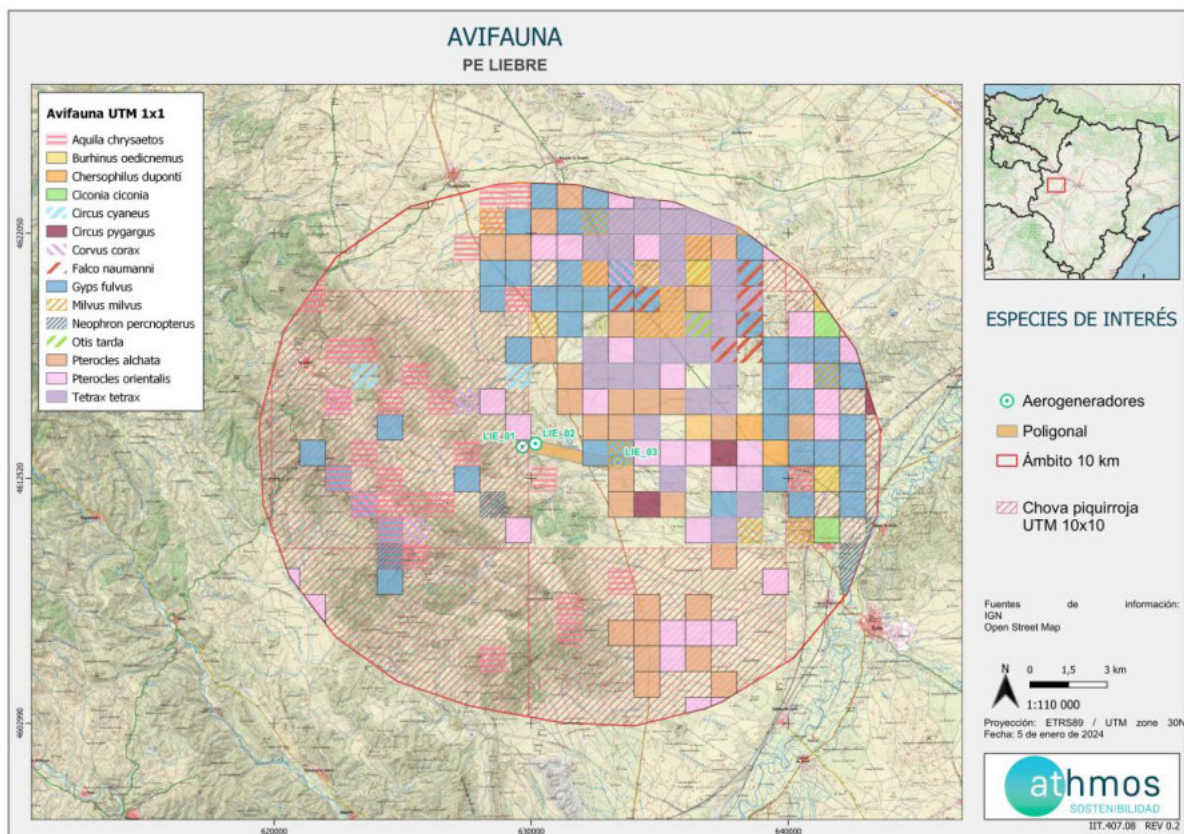 AVIFAUNA
PE LIEBRE
Avifauna UTM 1x1
Aquila chrysaetos
Burhinus oedicnemus
Chersophilus duponti
Ciconia ciconia
Circus cyaneus
Circus pygargus
Corvus corax
Falco naumanni
Gyps fulvus
Milvus milvus
Neophron percnopterus
Otis tarda
Pterocles alchata
Pterocles orientalis
Tetrax tetrax
4622050
4612520
4602990
620000
630000
640000
LIE_01
LIE_02
LIE_03
ESPECIES DE INTERÉS
Aerogeneradores
Poligonal
Ámbito 10 km
Chova piquirroja
UTM 10x10
Fuentes de información:
IGN
Open Street Map
N
0 1,5 3 km
1:110 000
Proyección: ETRS89 / UTM zone 30N
Fecha: 5 de enero de 2024
athmos
SOSTENIBILIDAD
IIT.407.08 REV 0.2